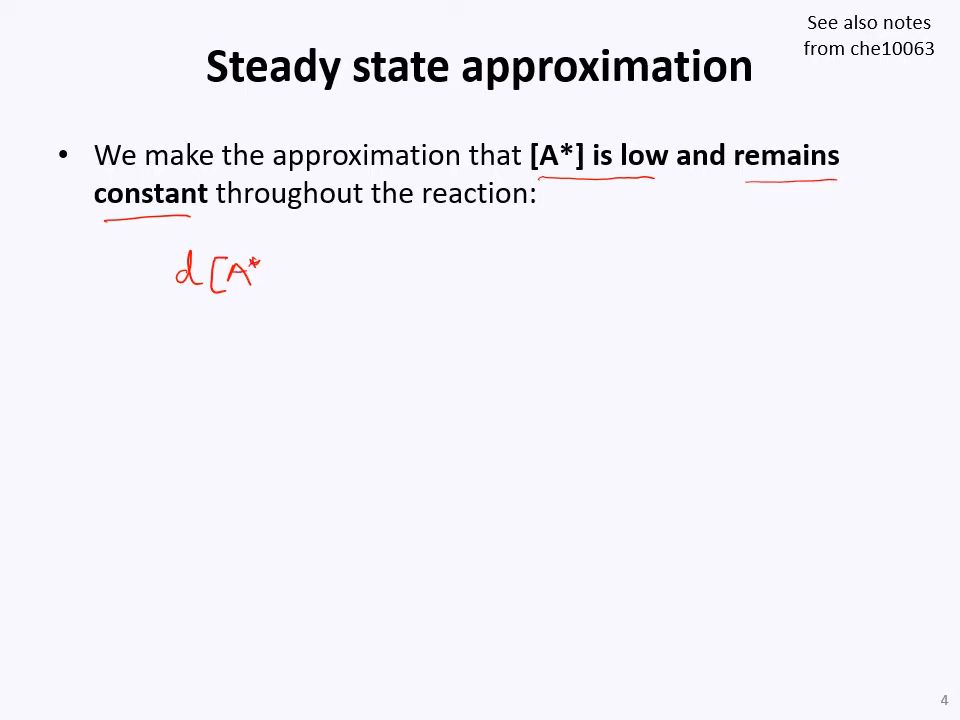 See also notes
from che10063
Steady state approximation
• We make the approximation that [A*] is low and remains
constant throughout the reaction:
d[A*
4